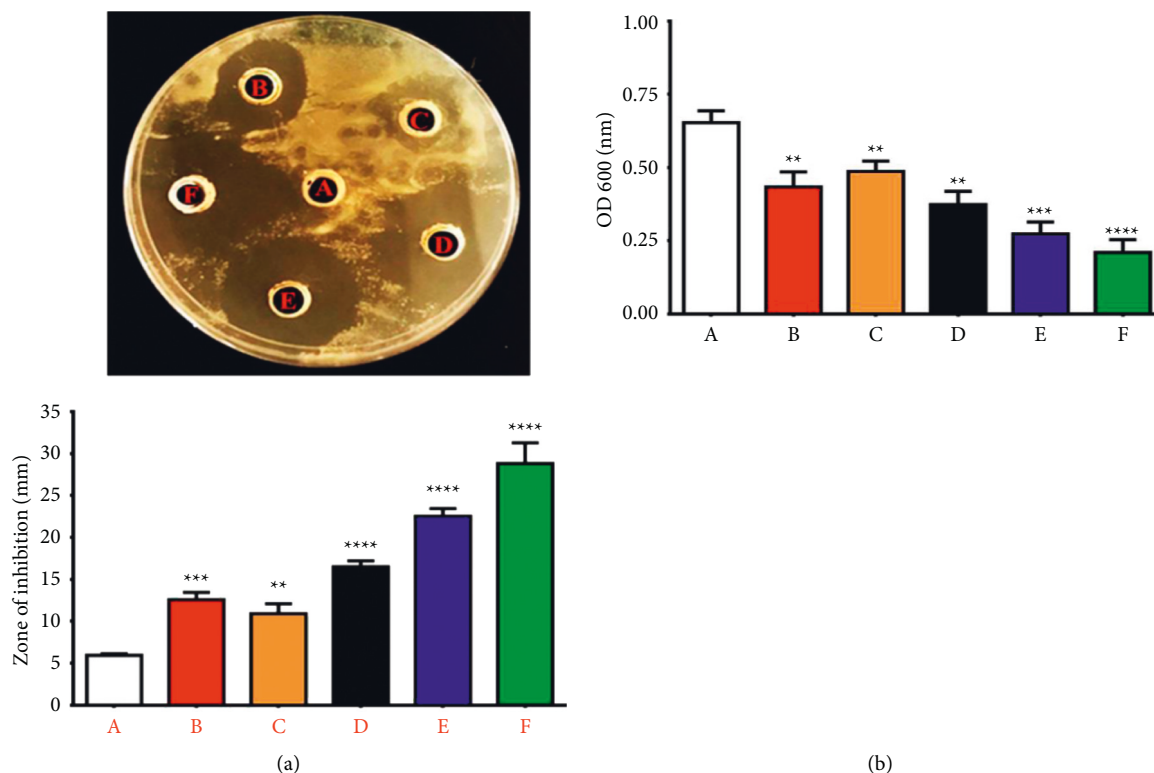 B
C
F
A
D
E
Zone of inhibition (mm)
35
30
25
20
15
10
5
0
***
**
****
****
****
A B C D E F
(a)
OD 600 (nm)
1.00
0.75
0.50
0.25
0.00
**
**
**
***
****
A B C D E F
(b)